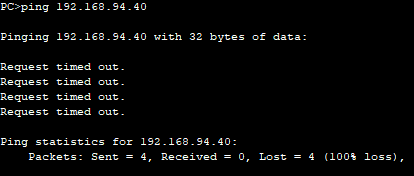 PC>ping 192.168.94.40
Pinging 192.168.94.40 with 32 bytes of data:
Request timed out.
Request timed out.
Request timed out.
Request timed out.
Ping statistics for 192.168.94.40:
Packets: Sent = 4, Received = 0, Lost = 4 (100% loss),